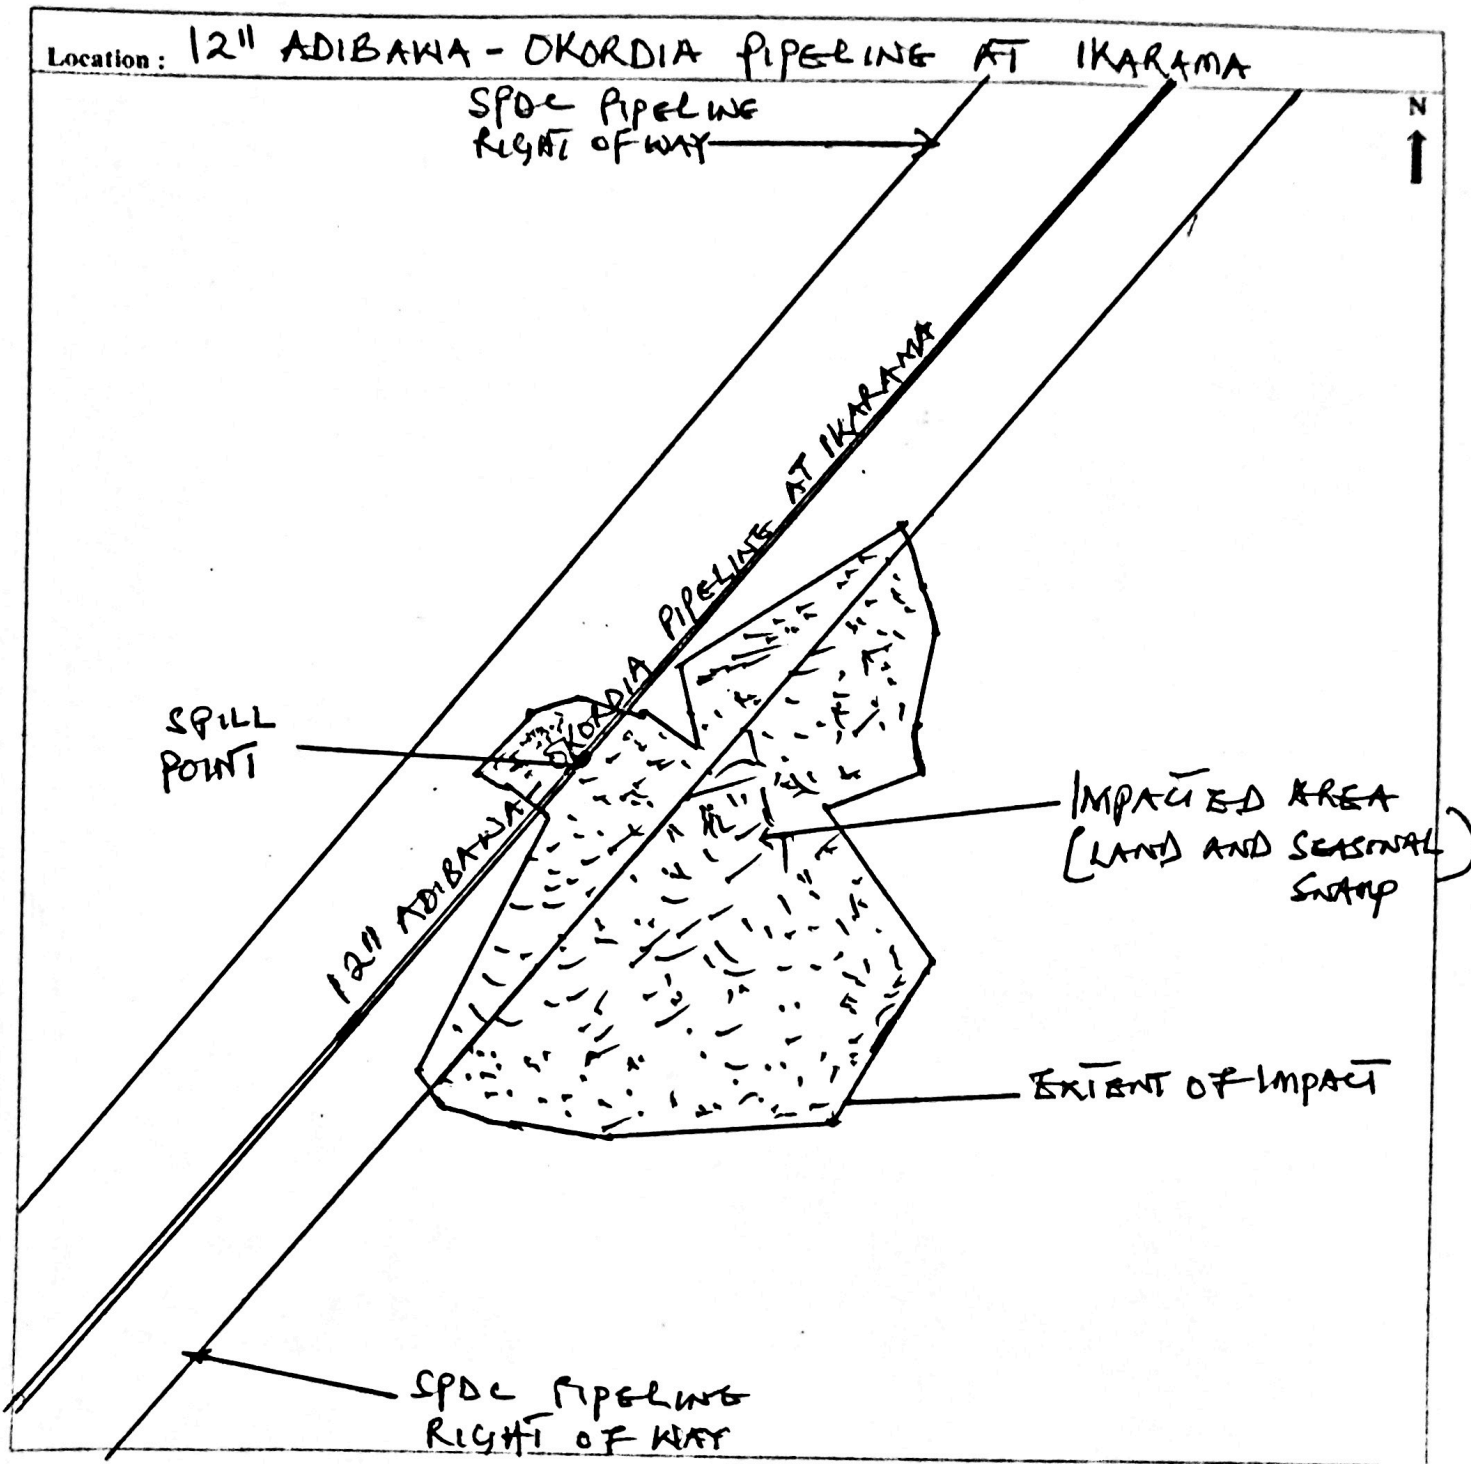 Location : 12" ADIBAWA - OKORDIA PIPELINE AT IKARAMA
SPDC PIPELINE
RIGHT OF WAY
N
12" ADIBAWA - OKORDIA PIPELINE AT IKARAMA
SPILL
POINT
IMPACTED AREA
(LAND AND SEASONAL
SWAMP)
EXTENT OF IMPACT
SPDC PIPELINE
RIGHT OF WAY